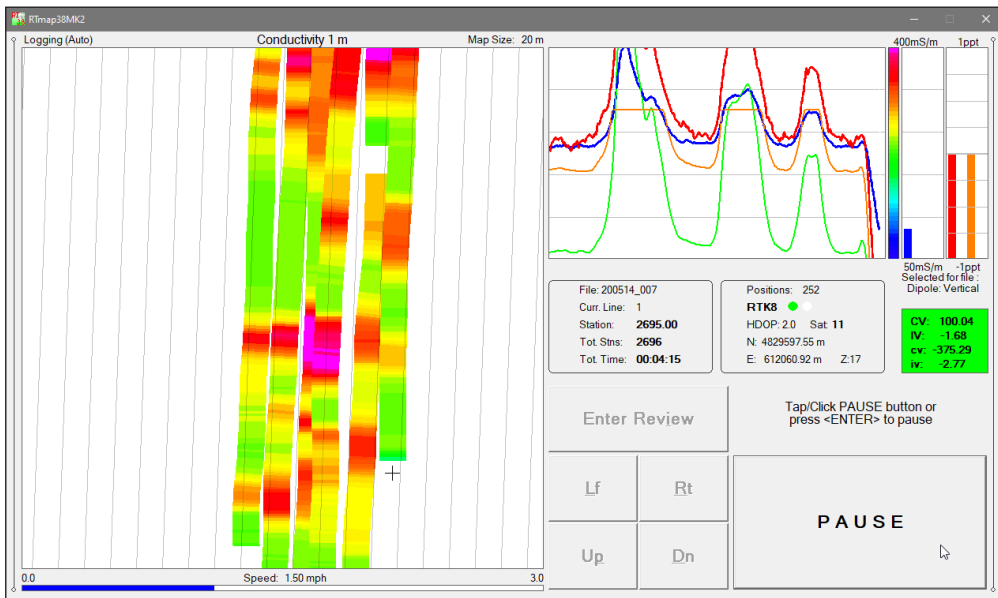 RTmap38MK2
Logging (Auto) Conductivity 1 m Map Size: 20 m
400mS/m 1ppt
50mS/m -1ppt
Selected for file :
Dipole: Vertical
File: 200514_007
Curr. Line: 1
Station: 2695.00
Tot. Stns: 2696
Tot. Time: 00:04:15
Positions: 252
RTK8
HDOP: 2.0 Sat: 11
N: 4829597.55 m
E: 612060.92 m Z:17
CV: 100.04
IV: -1.68
cv: -375.29
iv: -2.77
Enter Review
Tap/Click PAUSE button or
press <ENTER> to pause
Lf Rt
Up Dn
PAUSE
0.0 Speed: 1.50 mph 3.0